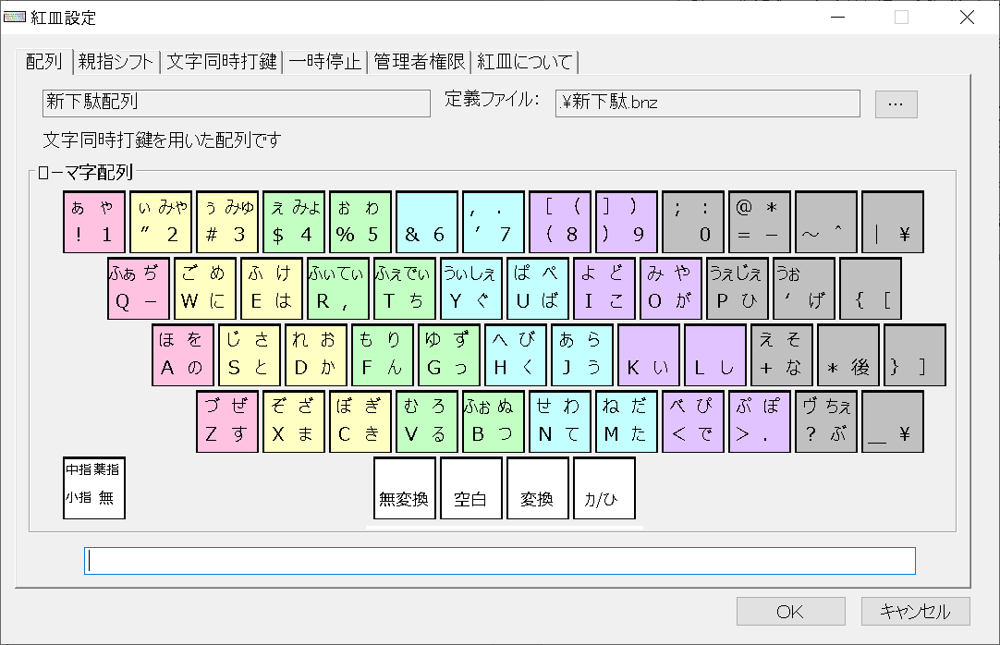 紅皿設定
配列 親指シフト 文字同時打鍵 一時停止 管理者権限 紅皿について
新下駄配列 定義ファイル: .¥新下駄.bnz ...
文字同時打鍵を用いた配列です
ローマ字配列
ぁ ゃ ぃ みゃ ぅ みゅ ぇ みょ ぉ ゎ , . [ ( ] ) ; : @ *
! 1 ” 2 # 3 $ 4 % 5 & 6 ’ 7 ( 8 ) 9 0 = － ～ ＾ | ¥
ふぁ ぢ ご め ふ け ふぃ てぃ ふぇ でぃ うぃ しぇ ぱ ぺ よ ど み や うぇ じぇ うぉ
Q － W に E は R , T ち Y ぐ U ば I こ O が P ひ ‘ げ { [
ほ を じ さ れ お も り ゆ ず へ び あ ら え そ
A の S と D か F ん G っ H く J う K い L し + な * 後 } ]
づ ぜ ぞ ざ ぼ ぎ む ろ ふぉ ぬ せ わ ね だ べ ぴ ぷ ぽ ヴ ちぇ
Z す X ま C き V る B つ N て M た < で > . ? ぶ _ ¥
中指 薬指
小指 無 無変換 空白 変換 カ/ひ
OK キャンセル